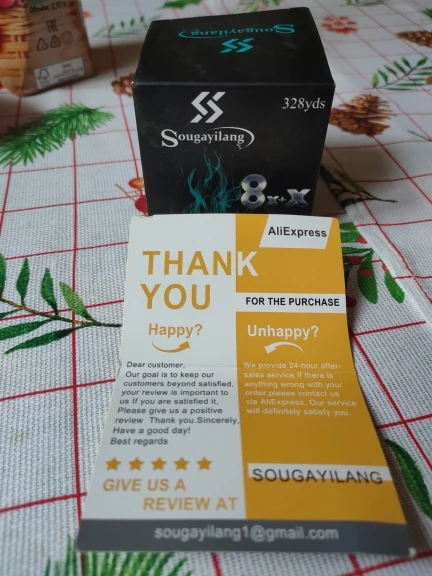 Sougayilang
328yds
Sougayilang
8x+x
AliExpress
THANK
YOU
FOR THE PURCHASE
Happy?
Dear customer,
Our goal is to keep our
customers beyond satisfied,
your review is important to
us If you are satisfied it,
Please give us a positive
review Thank you.Sincerely,
Have a good day!
Best regards
Unhappy?
We provide 24-hour after-
sales service.if there is
anything wrong with your
order,please contact us
via AliExpress, Our service
will definitely satisfy you.
GIVE US A
REVIEW AT
SOUGAYILANG
sougayilang1@gmail.com